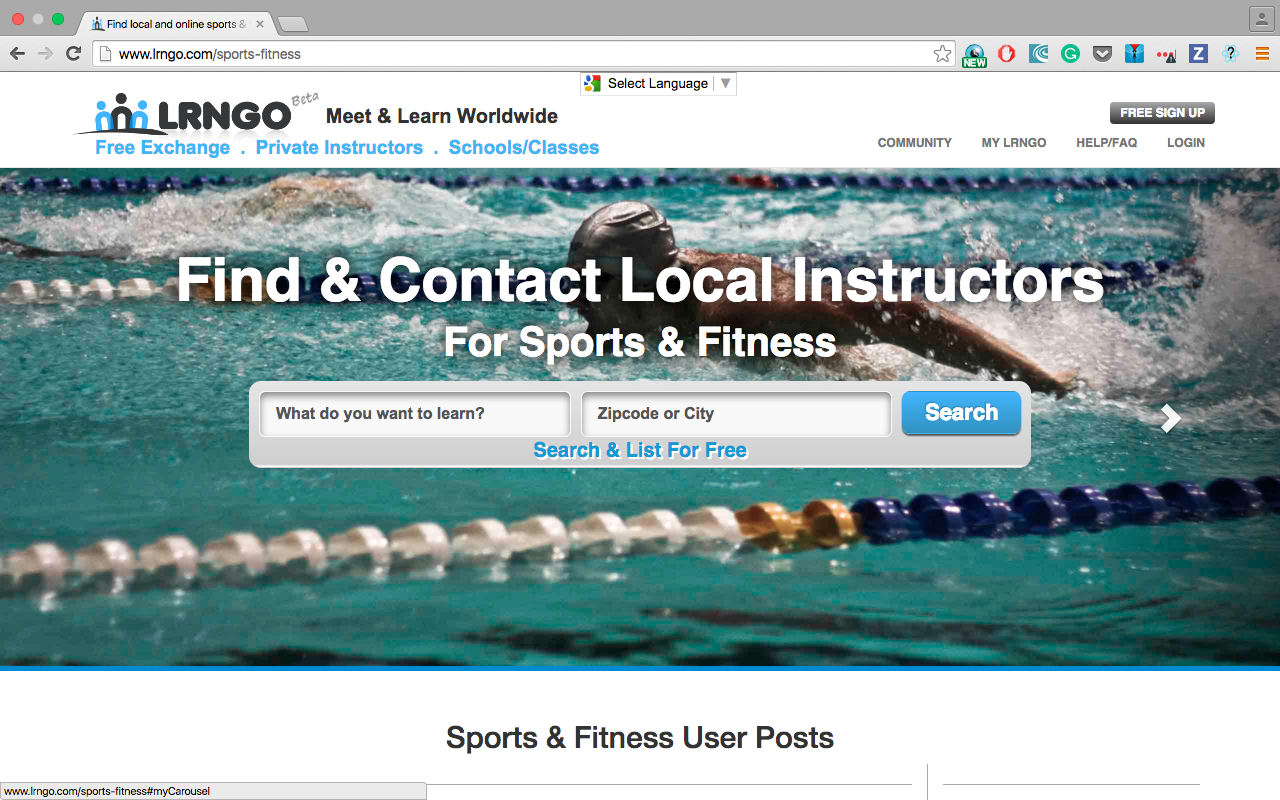 Find local and online sports &
www.lrngo.com/sports-fitness
NEW
Select Language
LRNGO Beta
Meet & Learn Worldwide
FREE SIGN UP
Free Exchange . Private Instructors . Schools/Classes
COMMUNITY MY LRNGO HELP/FAQ LOGIN
Find & Contact Local Instructors
For Sports & Fitness
What do you want to learn? Zipcode or City Search
Search & List For Free
Sports & Fitness User Posts
www.lrngo.com/sports-fitness#myCarousel